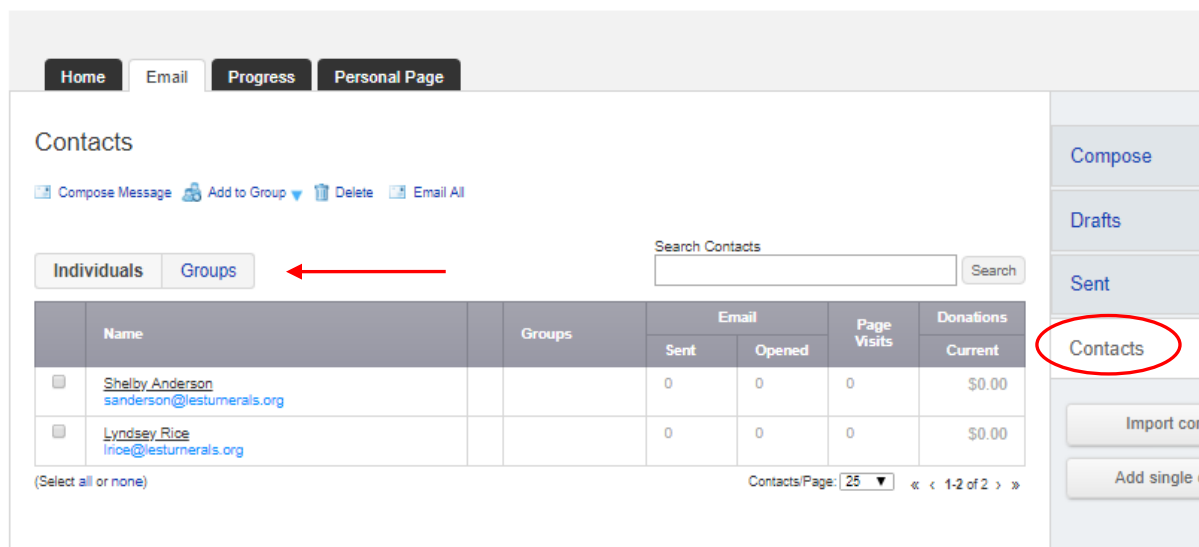 Home Email Progress Personal Page
Contacts
Compose Message Add to Group Delete Email All
Search Contacts
Individuals Groups Search
Name Groups Email Page Visits Donations
Sent Opened Current
Shelby Anderson 0 0 0 $0.00
sanderson@lesturnerals.org
Lyndsey Rice 0 0 0 $0.00
lrice@lesturnerals.org
(Select all or none) Contacts/Page: 25 « ‹ 1-2 of 2 › »
Compose
Drafts
Sent
Contacts
Import con
Add single